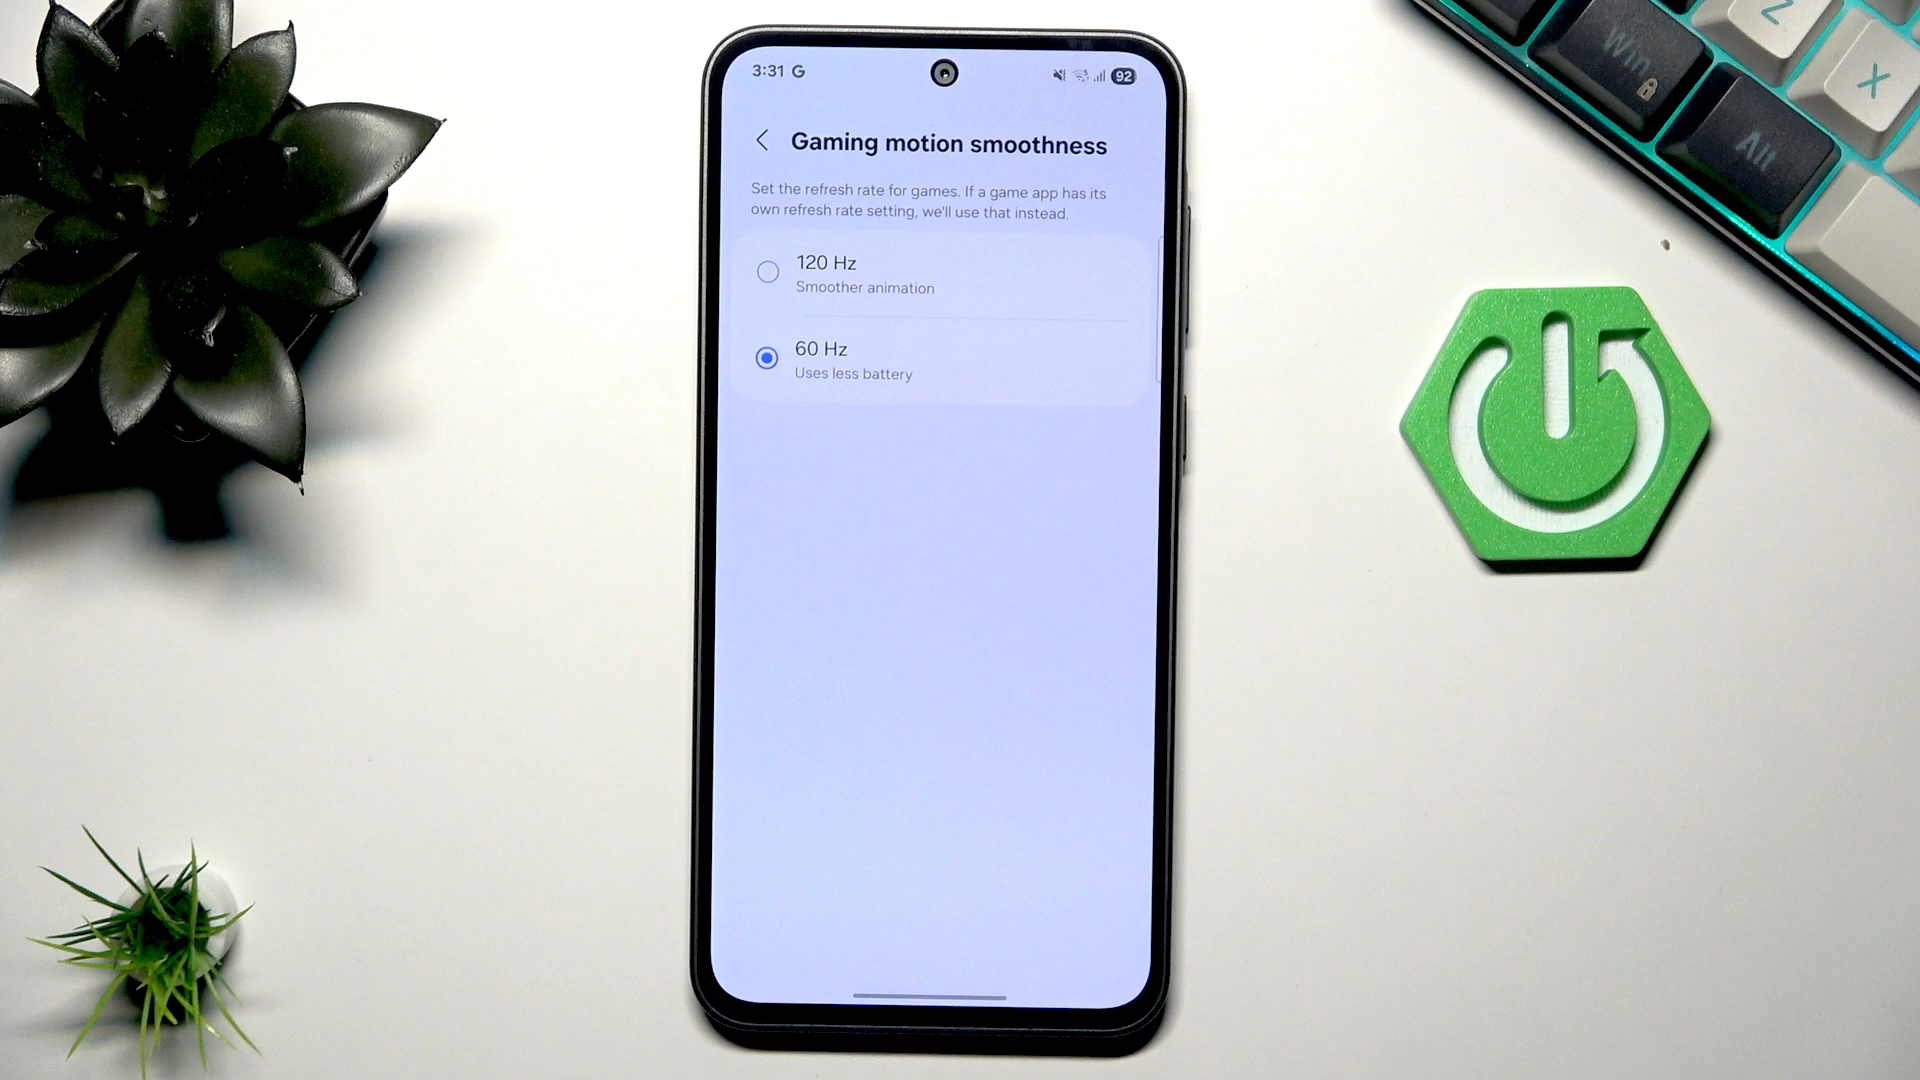 3:31 G
92
Gaming motion smoothness
Set the refresh rate for games. If a game app has its
own refresh rate setting, we'll use that instead.
120 Hz
Smoother animation
60 Hz
Uses less battery
Win
Alt
Z
X